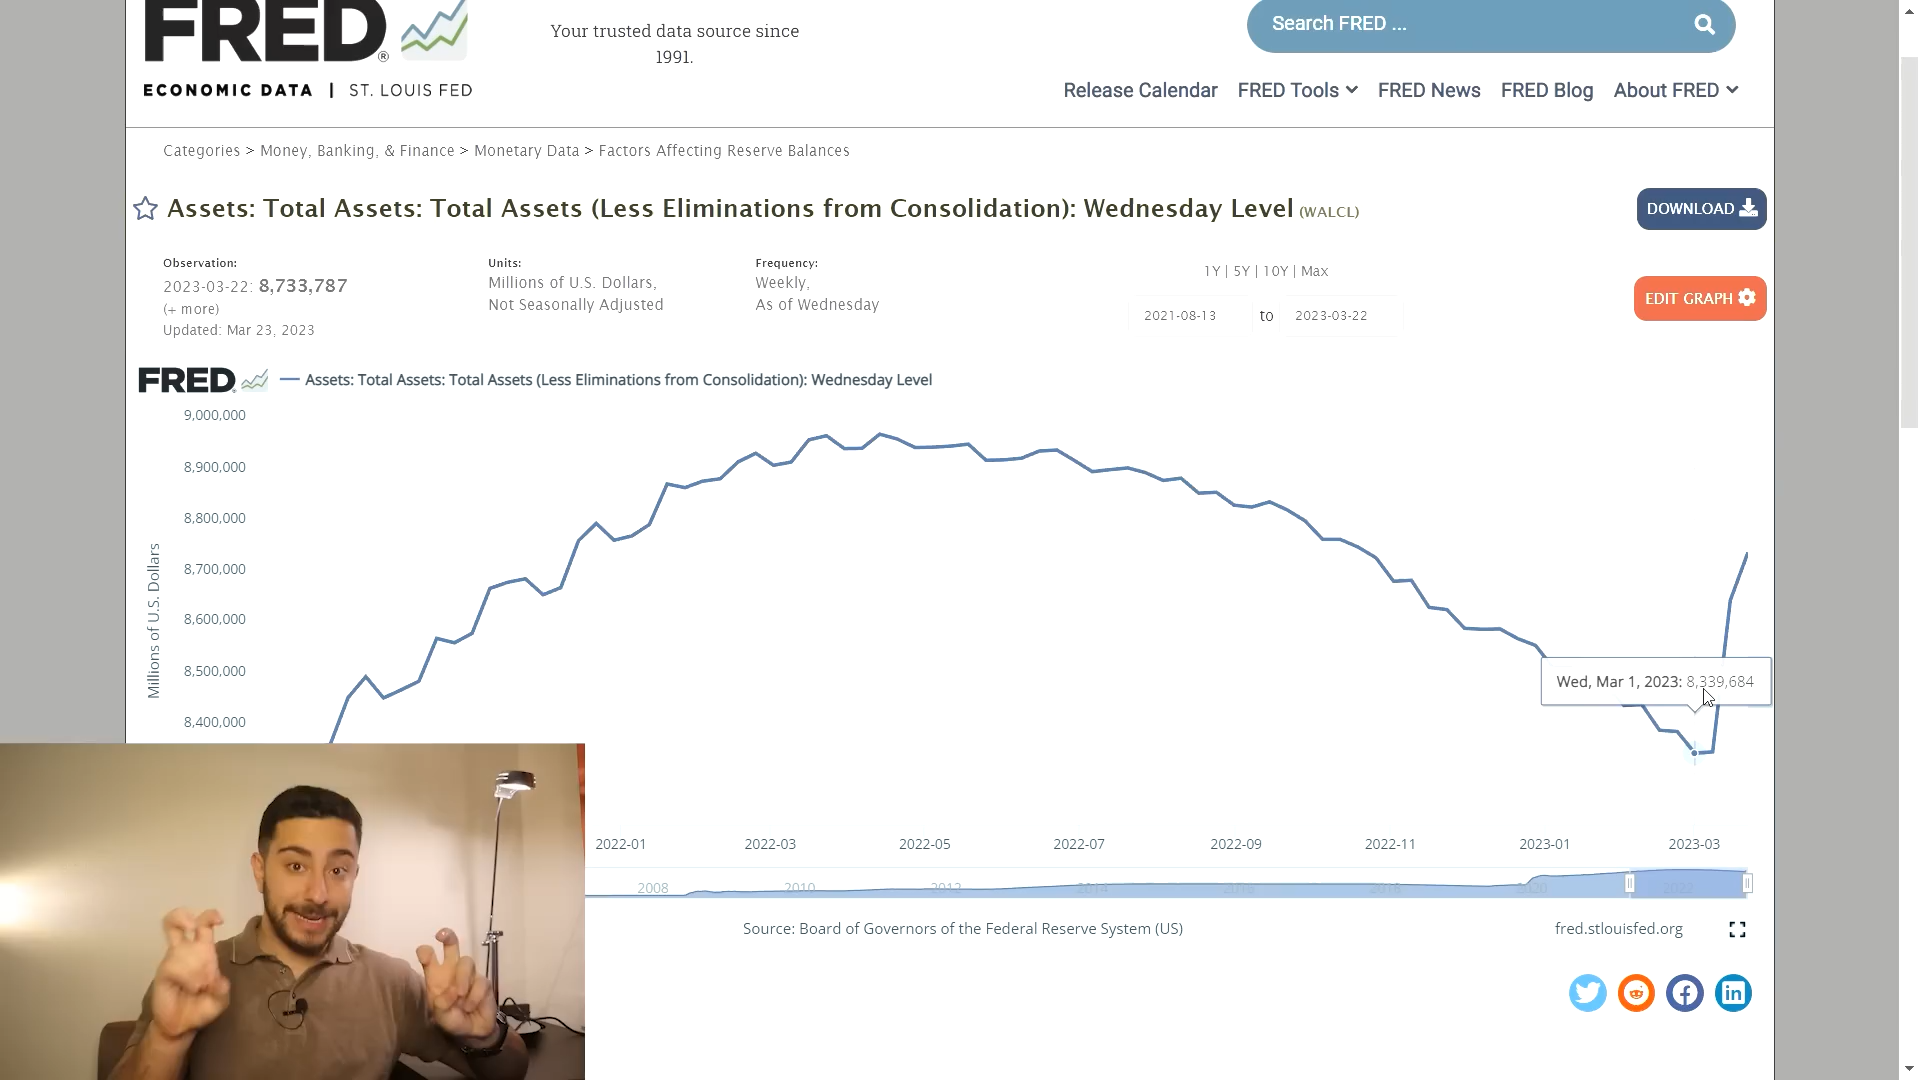 FRED®
Your trusted data source since
1991.
Search FRED ...
ECONOMIC DATA | ST. LOUIS FED
Release Calendar FRED Tools FRED News FRED Blog About FRED
Categories > Money, Banking, & Finance > Monetary Data > Factors Affecting Reserve Balances
Assets: Total Assets: Total Assets (Less Eliminations from Consolidation): Wednesday Level (WALCL)
DOWNLOAD
Observation:
2023-03-22: 8,733,787
(+ more)
Updated: Mar 23, 2023
Units:
Millions of U.S. Dollars,
Not Seasonally Adjusted
Frequency:
Weekly,
As of Wednesday
1Y | 5Y | 10Y | Max
2021-08-13 to 2023-03-22
EDIT GRAPH
FRED
Assets: Total Assets: Total Assets (Less Eliminations from Consolidation): Wednesday Level
Millions of U.S. Dollars
9,000,000
8,900,000
8,800,000
8,700,000
8,600,000
8,500,000
8,400,000
Wed, Mar 1, 2023: 8,339,684
2022-01 2022-03 2022-05 2022-07 2022-09 2022-11 2023-01 2023-03
2008 2010 2012 2014 2016 2018 2020 2022
Source: Board of Governors of the Federal Reserve System (US)
fred.stlouisfed.org